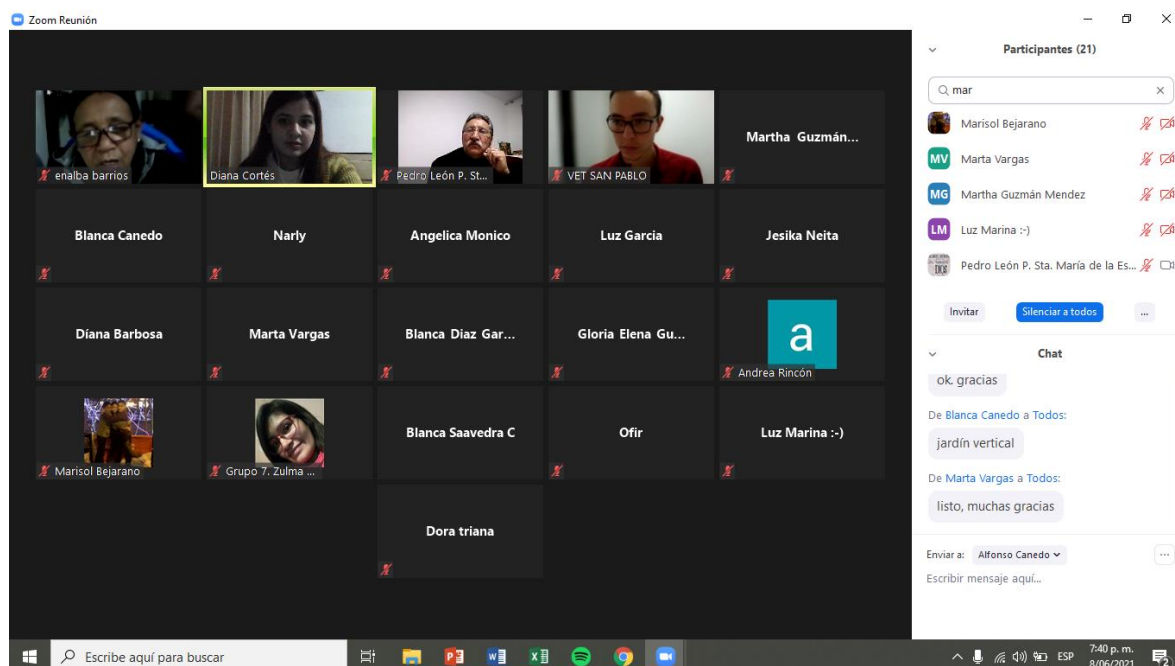 Zoom Reunión
enalba barrios
Diana Cortés
Pedro León P. St...
VET SAN PABLO
Martha Guzmán...
Blanca Canedo
Narly
Angelica Monico
Luz Garcia
Jesika Neita
Díana Barbosa
Marta Vargas
Blanca Diaz Gar...
Gloria Elena Gu...
a
Andrea Rincón
Marisol Bejarano
Grupo 7. Zulma ...
Blanca Saavedra C
Ofir
Luz Marina :-)
Dora triana
Participantes (21)
mar
Marisol Bejarano
MV Marta Vargas
MG Martha Guzmán Mendez
LM Luz Marina :-)
DIOS Pedro León P. Sta. María de la Es...
Invitar Silenciar a todos ...
Chat
ok. gracias
De Blanca Canedo a Todos:
jardín vertical
De Marta Vargas a Todos:
listo, muchas gracias
Enviar a: Alfonso Canedo
Escribir mensaje aquí...
Escribe aquí para buscar
ESP
7:40 p. m.
8/06/2021